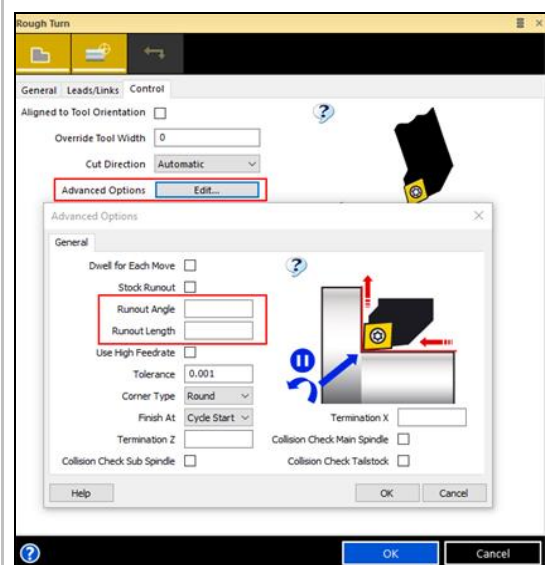 Rough Turn
General Leads/Links Control
Aligned to Tool Orientation
Override Tool Width 0
Cut Direction Automatic
Advanced Options Edit...
Advanced Options
General
Dwell for Each Move
Stock Runout
Runout Angle
Runout Length
Use High Feedrate
Tolerance 0.001
Corner Type Round
Finish At Cycle Start Termination X
Termination Z Collision Check Main Spindle
Collision Check Sub Spindle Collision Check Tailstock
Help OK Cancel
OK Cancel